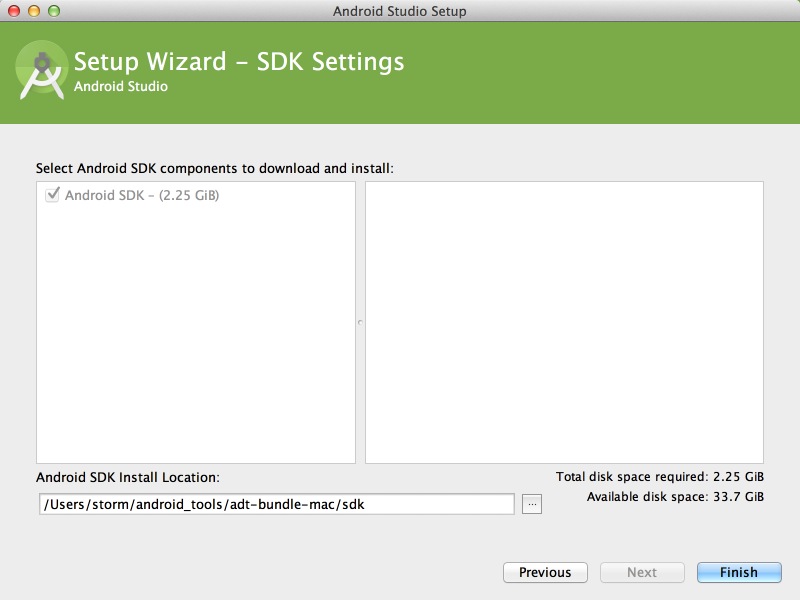 Android Studio Setup
Setup Wizard - SDK Settings
Android Studio
Select Android SDK components to download and install:
Android SDK - (2.25 GiB)
Android SDK Install Location:
Total disk space required: 2.25 GiB
/Users/storm/android_tools/adt-bundle-mac/sdk
...
Available disk space: 33.7 GiB
Previous
Next
Finish